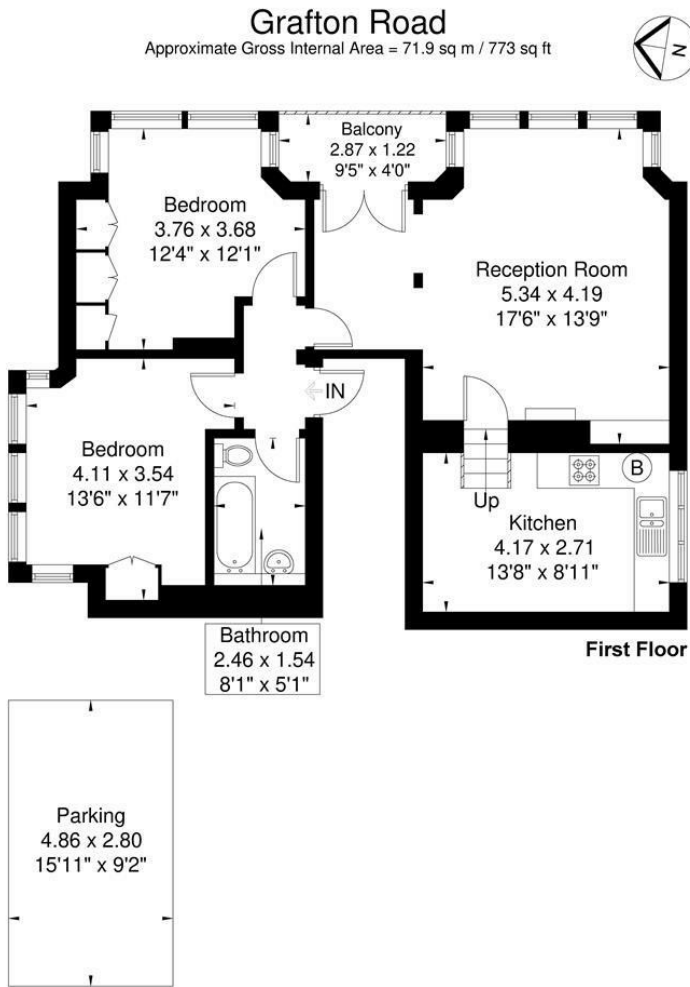 Grafton Road
Approximate Gross Internal Area = 71.9 sq m / 773 sq ft
N
Balcony
2.87 x 1.22
9'5" x 4'0"
Bedroom
3.76 x 3.68
12'4" x 12'1"
Reception Room
5.34 x 4.19
17'6" x 13'9"
IN
Bedroom
4.11 x 3.54
13'6" x 11'7"
B
Up
Kitchen
4.17 x 2.71
13'8" x 8'11"
Bathroom
2.46 x 1.54
8'1" x 5'1"
First Floor
Parking
4.86 x 2.80
15'11" x 9'2"